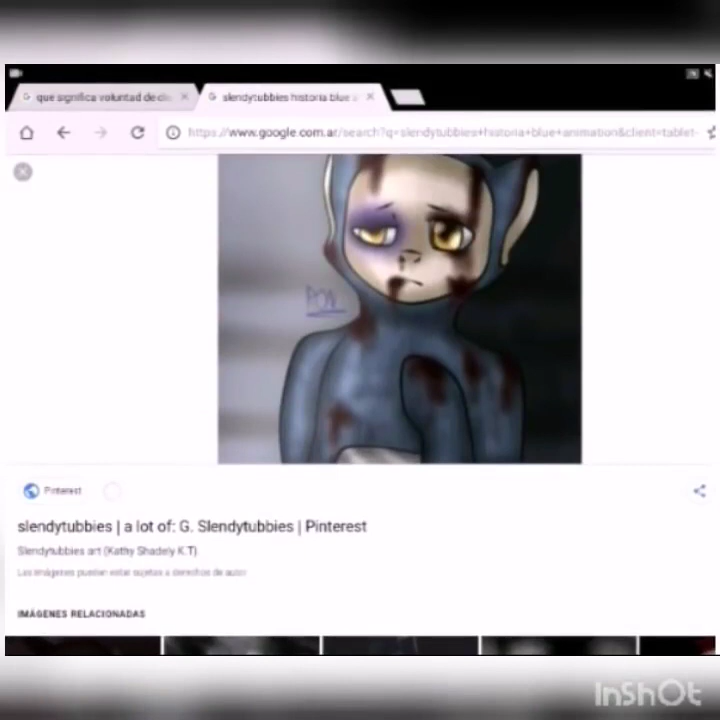 que significa voluntad de di
slendytubbies historia blue a
https://www.google.com.ar/search?q=slendytubbies+historia+blue+animation&client=tablet-
Pinterest
slendytubbies | a lot of: G. Slendytubbies | Pinterest
Slendytubbies art (Kathy Shadely K.T)
Las imágenes pueden estar sujetas a derechos de autor
IMÁGENES RELACIONADAS
InShOt